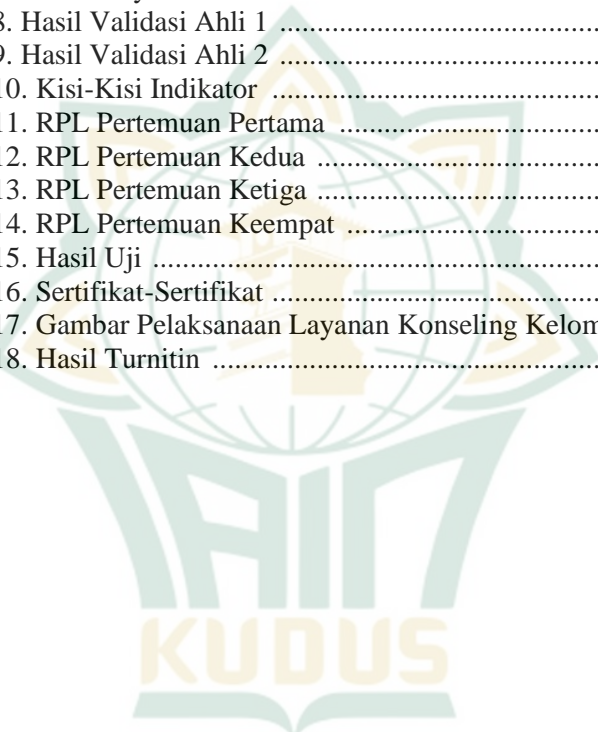 8. Hasil Validasi Ahli 1 ....................................................
9. Hasil Validasi Ahli 2 ....................................................
10. Kisi-Kisi Indikator .....................................................
11. RPL Pertemuan Pertama ..........................................
12. RPL Pertemuan Kedua .............................................
13. RPL Pertemuan Ketiga .............................................
14. RPL Pertemuan Keempat .........................................
15. Hasil Uji ........................................................................
16. Sertifikat-Sertifikat .....................................................
17. Gambar Pelaksanaan Layanan Konseling
18. Hasil Turnitin ..............................................................
IAIN
KUDUS